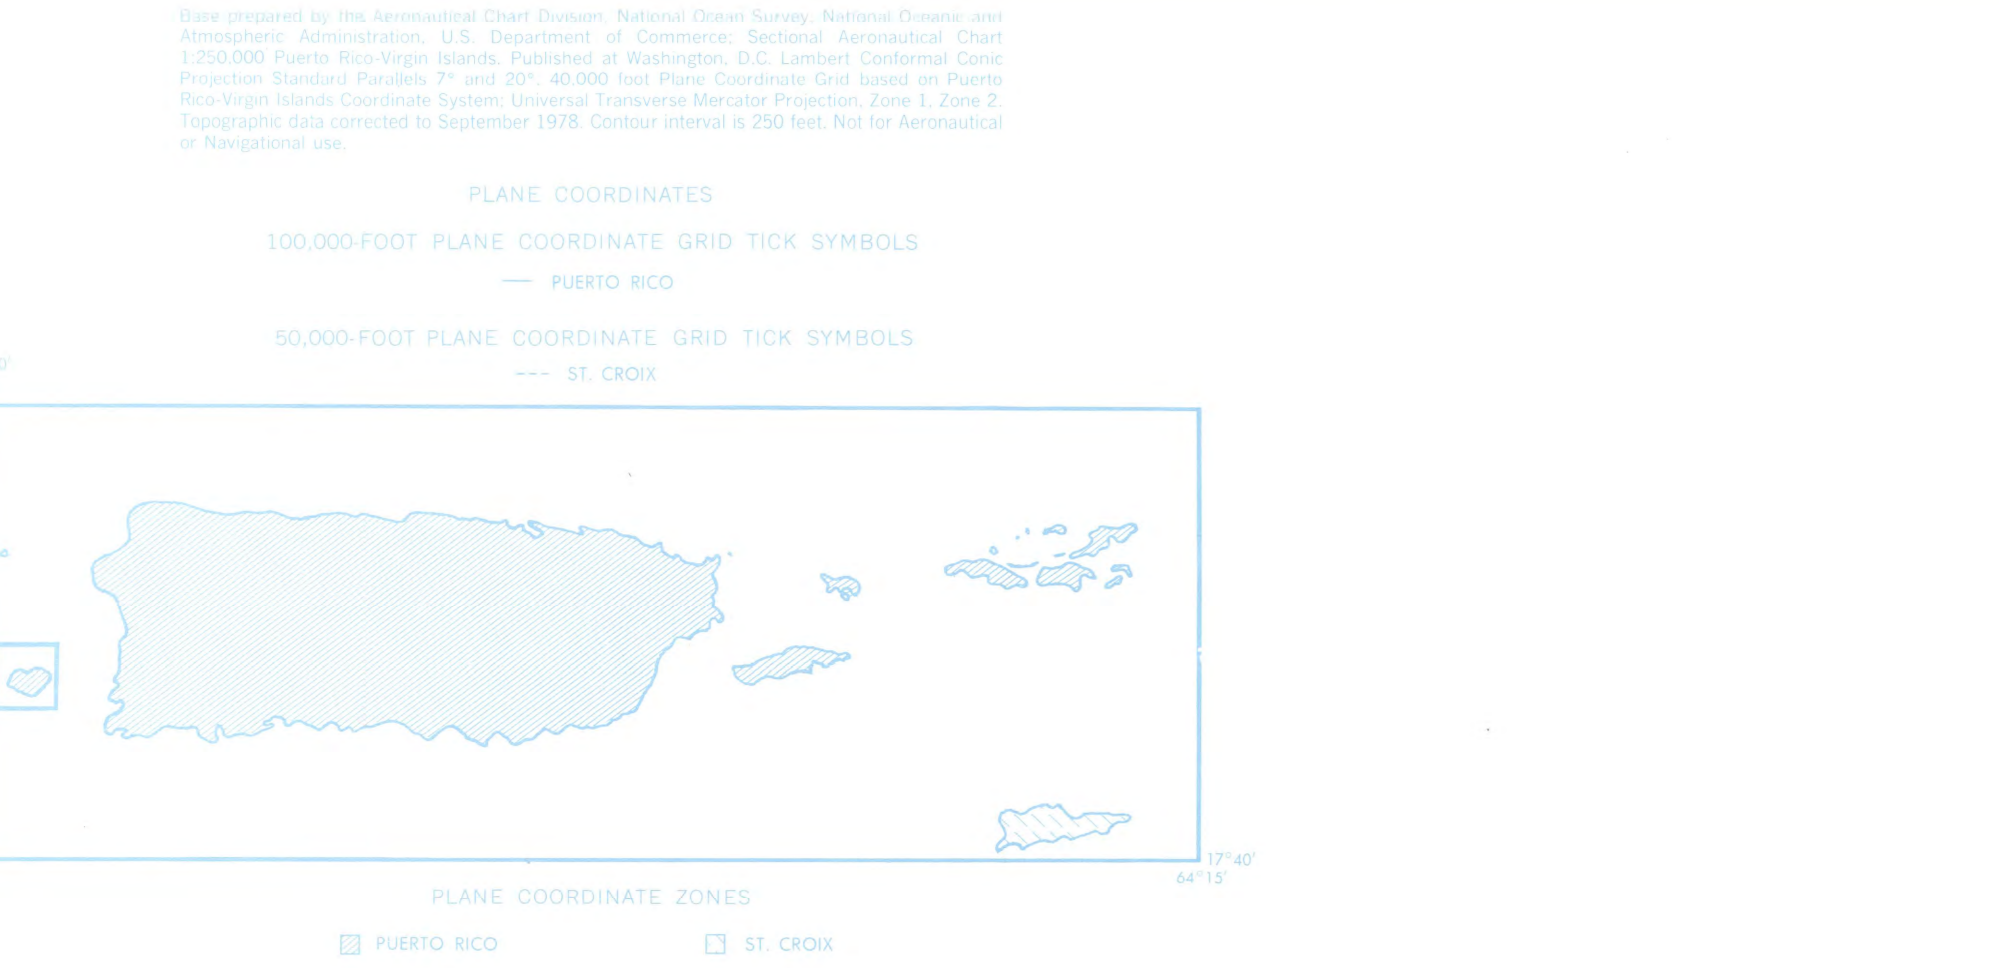 Base prepared by the Aeronautical Chart Division, National Ocean Survey, National Oceanic and
Atmospheric Administration, U.S. Department of Commerce; Sectional Aeronautical Chart
1:250,000 Puerto Rico-Virgin Islands. Published at Washington, D.C. Lambert Conformal Conic
Projection Standard Parallels 7° and 20°. 40,000 foot Plane Coordinate Grid based on Puerto
Rico-Virgin Islands Coordinate System; Universal Transverse Mercator Projection, Zone 1, Zone 2.
Topographic data corrected to September 1978. Contour interval is 250 feet. Not for Aeronautical
or Navigational use.
PLANE COORDINATES
100,000-FOOT PLANE COORDINATE GRID TICK SYMBOLS
PUERTO RICO
50,000-FOOT PLANE COORDINATE GRID TICK SYMBOLS
ST. CROIX
0'
17°40'
64°15'
PLANE COORDINATE ZONES
PUERTO RICO
ST. CROIX